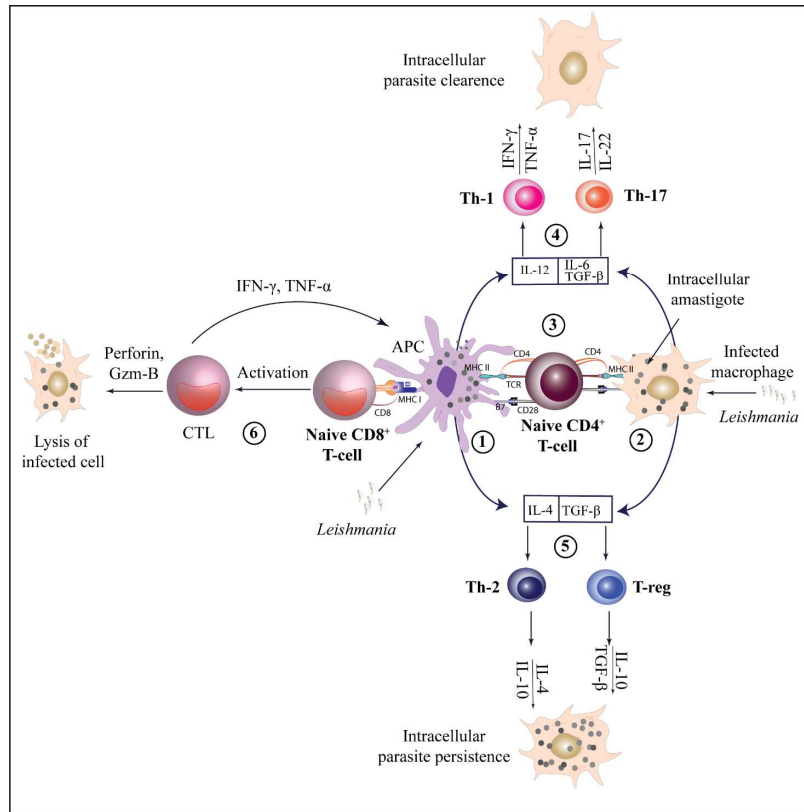 Intracellular
parasite clearence
IFN-γ
TNF-α
IL-17
IL-22
Th-1
Th-17
4
IL-12
IL-6
TGF-β
Intracellular
amastigote
IFN-γ, TNF-α
APC
3
CD4
CD4
Infected
macrophage
MHC II
MHC II
TCR
Perforin,
Gzm-B
Activation
CD8
MHC I
B7
CD28
Leishmania
Lysis of
infected cell
CTL
6
Naive CD8+
T-cell
1
Naive CD4+
T-cell
2
Leishmania
IL-4
TGF-β
5
Th-2
T-reg
IL-4
IL-10
IL-10
TGF-β
Intracellular
parasite persistence